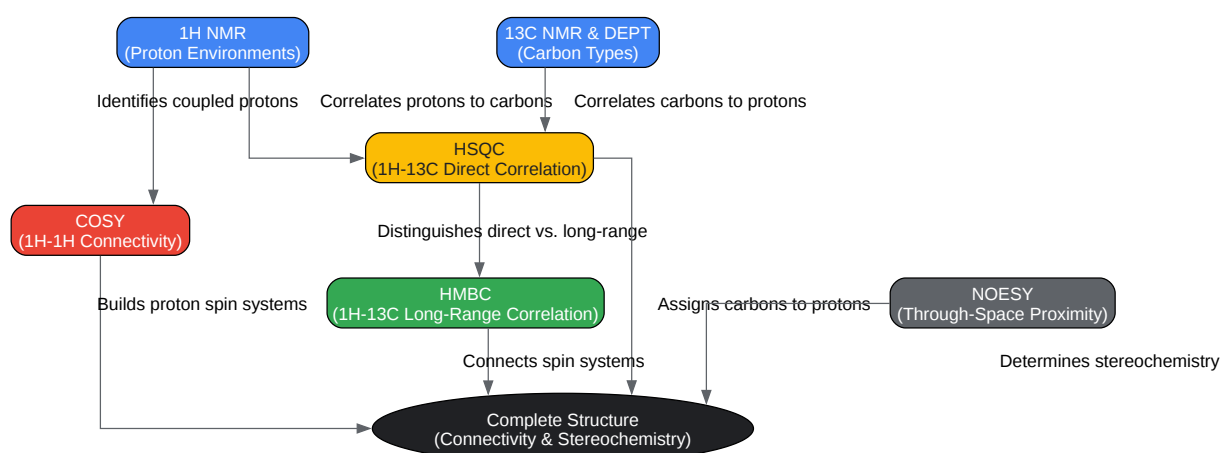 1H NMR
(Proton Environments)
13C NMR & DEPT
(Carbon Types)
Identifies coupled protons
Correlates protons to carbons
Correlates carbons to protons
HSQC
(1H-13C Direct Correlation)
COSY
(1H-1H Connectivity)
Distinguishes direct vs. long-range
Builds proton spin systems
HMBC
(1H-13C Long-Range Correlation)
Assigns carbons to protons
NOESY
(Through-Space Proximity)
Connects spin systems
Determines stereochemistry
Complete Structure
(Connectivity & Stereochemistry)